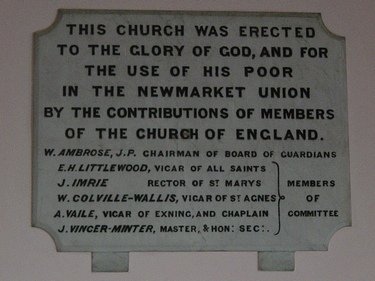 THIS CHURCH WAS ERECTED
TO THE GLORY OF GOD, AND FOR
THE USE OF HIS POOR
IN THE NEWMARKET UNION
BY THE CONTRIBUTIONS OF MEMBERS
OF THE CHURCH OF ENGLAND.
W. AMBROSE, J.P. CHAIRMAN OF BOARD OF GUARDIANS
E.H. LITTLEWOOD, VICAR OF ALL SAINTS
J. IMRIE RECTOR OF ST MARYS
W. COLVILLE-WALLIS, VICAR OF ST AGNES
A. VAILE, VICAR OF EXNING, AND CHAPLAIN
J. VINCER-MINTER, MASTER, & HON: SEC:.
MEMBERS
OF
COMMITTEE